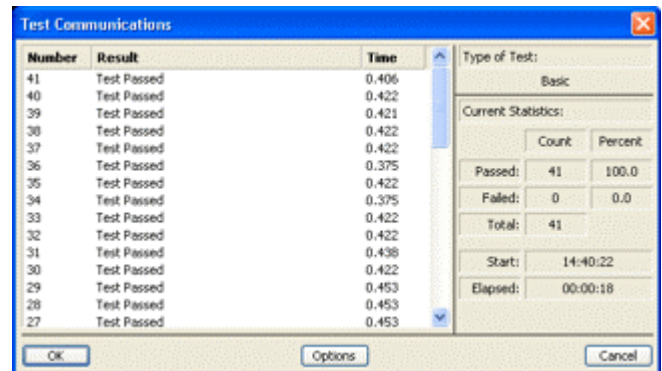 Test Communications
Number Result Time
41 Test Passed 0.406
40 Test Passed 0.422
39 Test Passed 0.421
38 Test Passed 0.422
37 Test Passed 0.422
36 Test Passed 0.375
35 Test Passed 0.422
34 Test Passed 0.375
33 Test Passed 0.422
32 Test Passed 0.422
31 Test Passed 0.438
30 Test Passed 0.422
29 Test Passed 0.453
28 Test Passed 0.453
27 Test Passed 0.453
Type of Test:
Basic
Current Statistics:
Count Percent
Passed: 41 100.0
Failed: 0 0.0
Total: 41
Start: 14:40:22
Elapsed: 00:00:18
OK Options Cancel